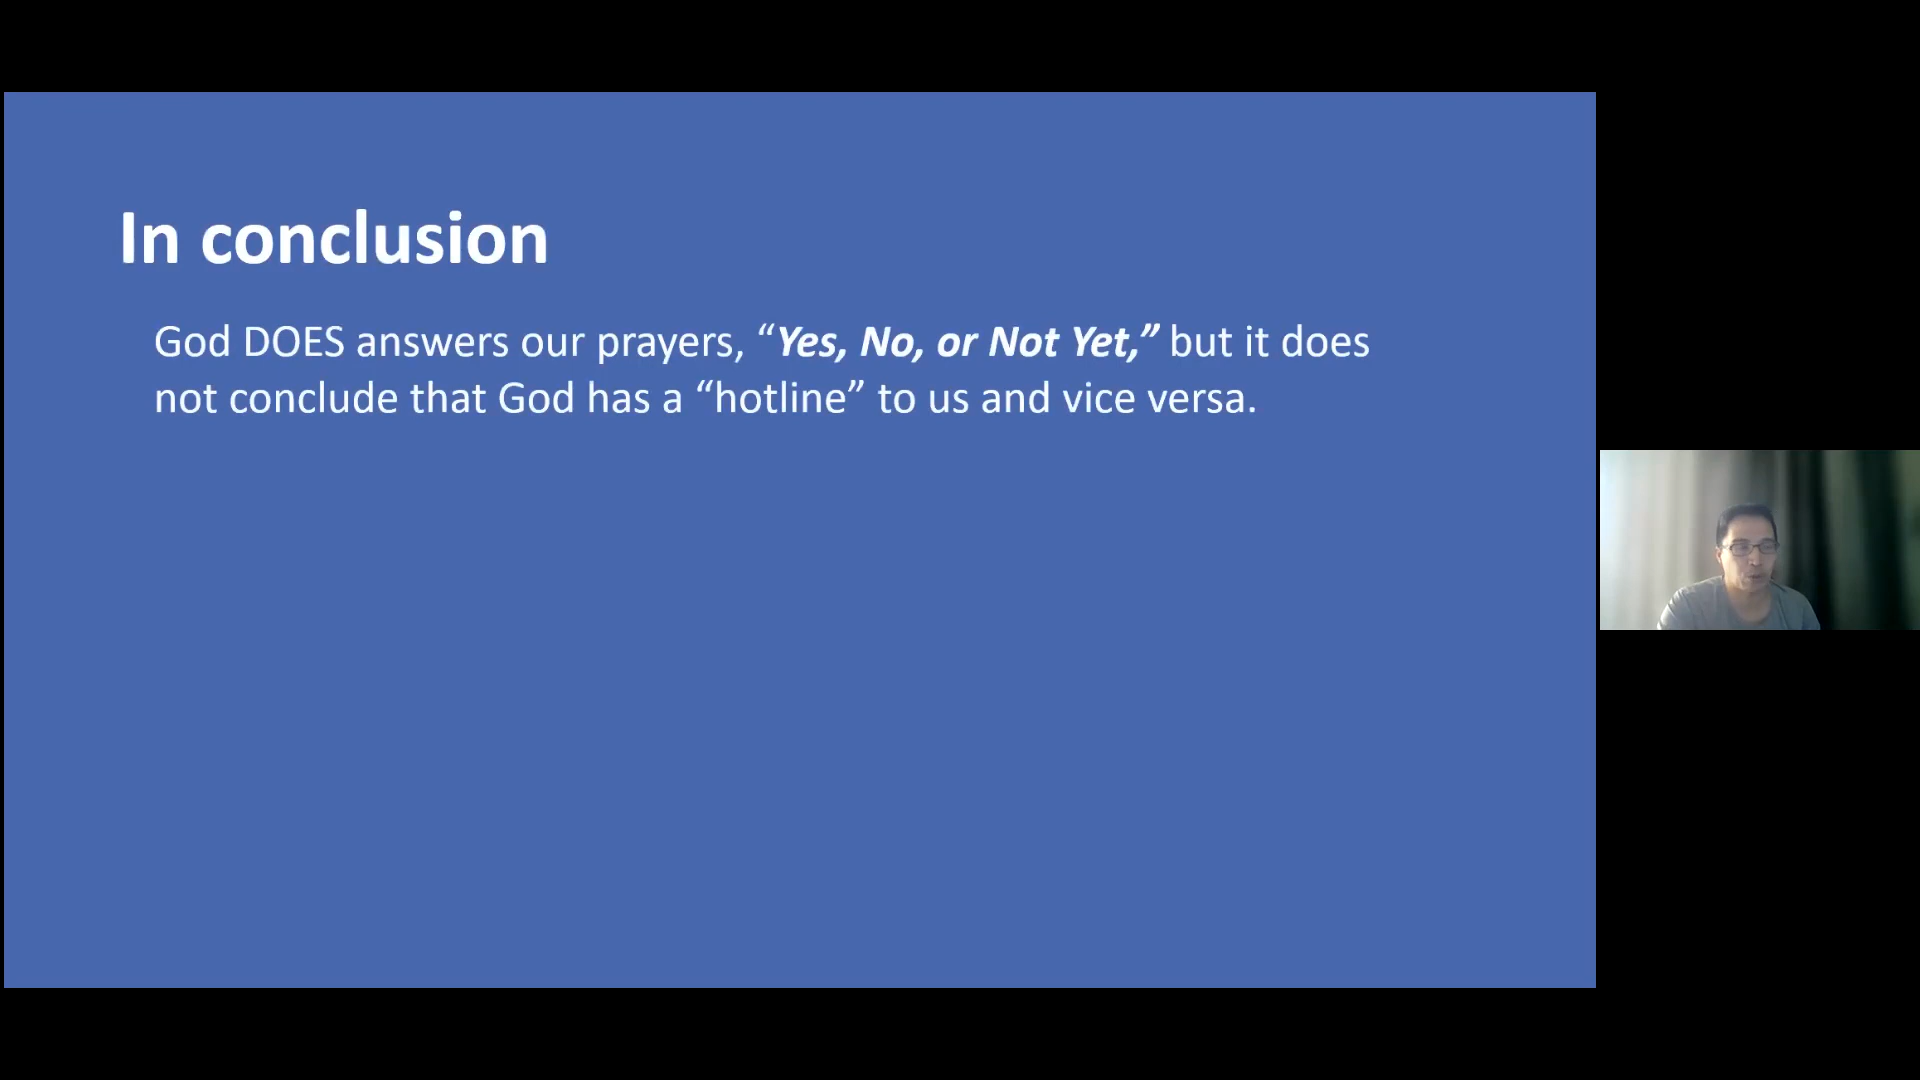 In conclusion
God DOES answers our prayers, “Yes, No, or Not Yet,” but it does
not conclude that God has a “hotline” to us and vice versa.